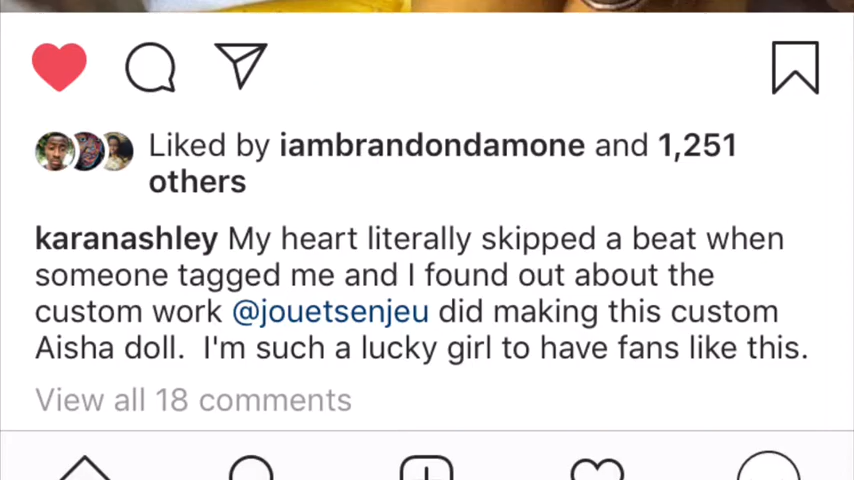 Liked by iambrandondamone and 1,251
others
karanashley My heart literally skipped a beat when
someone tagged me and I found out about the
custom work @jouetsenjeu did making this custom
Aisha doll.  I'm such a lucky girl to have fans like this.
View all 18 comments